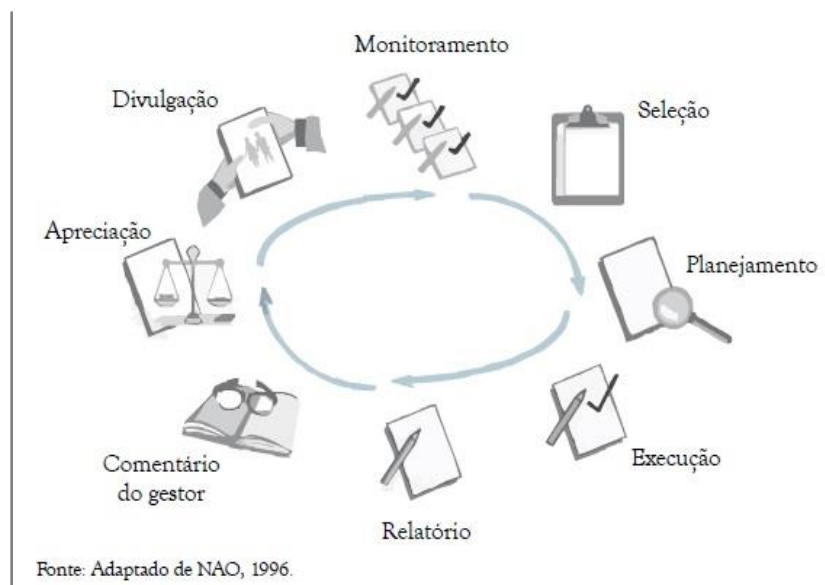 Monitoramento
Divulgação
Seleção
Apreciação
Planejamento
Comentário
do gestor
Execução
Relatório
Fonte: Adaptado de NAO, 1996.